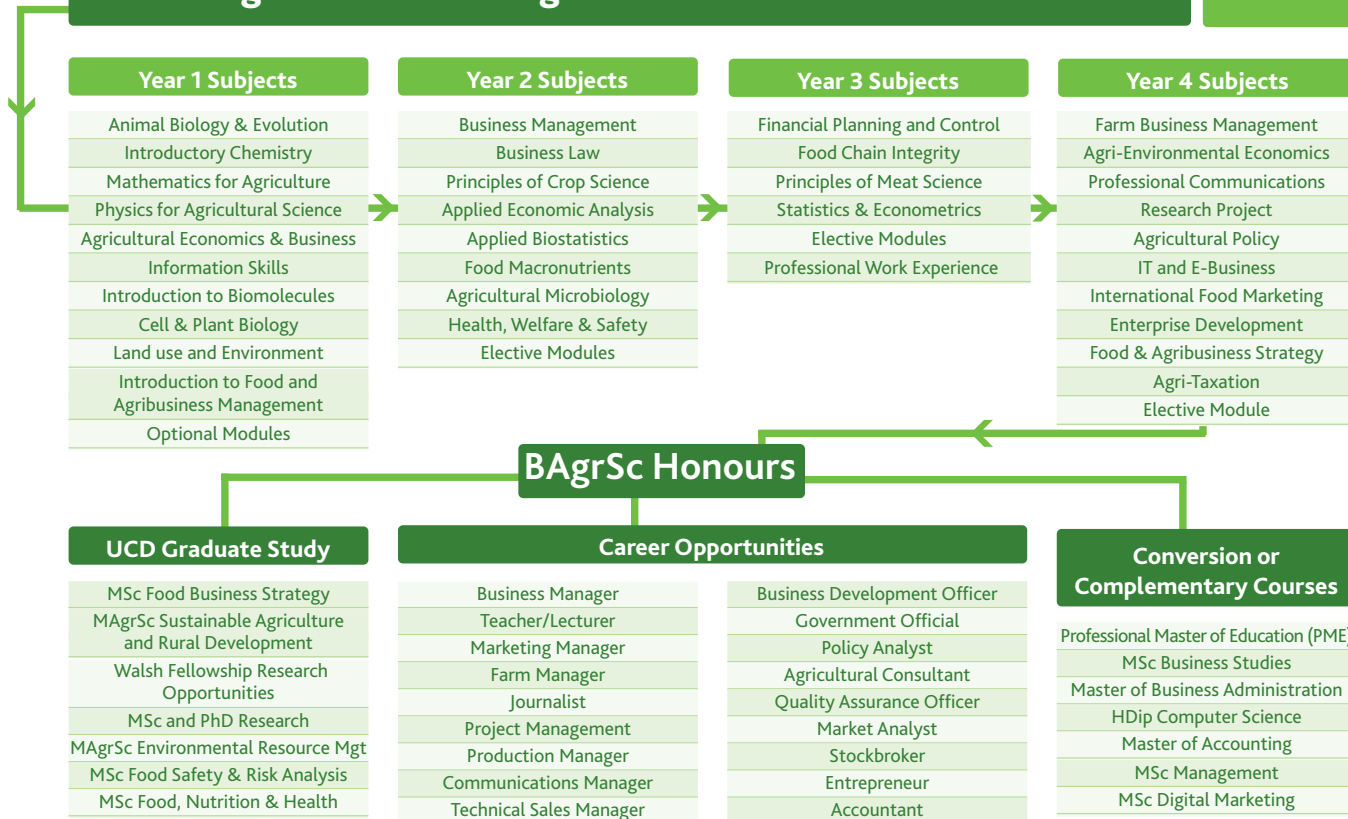 Year 1 Subjects
Animal Biology & Evolution
Introductory Chemistry
Mathematics for Agriculture
Physics for Agricultural Science
Agricultural Economics & Business
Information Skills
Introduction to Biomolecules
Cell & Plant Biology
Land use and Environment
Introduction to Food and
Agribusiness Management
Optional Modules
Year 2 Subjects
Business Management
Business Law
Principles of Crop Science
Applied Economic Analysis
Applied Biostatistics
Food Macronutrients
Agricultural Microbiology
Health, Welfare & Safety
Elective Modules
Year 3 Subjects
Financial Planning and Control
Food Chain Integrity
Principles of Meat Science
Statistics & Econometrics
Elective Modules
Professional Work Experience
Year 4 Subjects
Farm Business Management
Agri-Environmental Economics
Professional Communications
Research Project
Agricultural Policy
IT and E-Business
International Food Marketing
Enterprise Development
Food & Agribusiness Strategy
Agri-Taxation
Elective Module
BAgrSc Honours
UCD Graduate Study
MSc Food Business Strategy
MAgrSc Sustainable Agriculture
and Rural Development
Walsh Fellowship Research
Opportunities
MSc and PhD Research
MAgrSc Environmental Resource Mgt
MSc Food Safety & Risk Analysis
MSc Food, Nutrition & Health
Career Opportunities
Business Manager
Teacher/Lecturer
Marketing Manager
Farm Manager
Journalist
Project Management
Production Manager
Communications Manager
Technical Sales Manager
Business Development Officer
Government Official
Policy Analyst
Agricultural Consultant
Quality Assurance Officer
Market Analyst
Stockbroker
Entrepreneur
Accountant
Conversion or
Complementary Courses
Professional Master of Education (PME)
MSc Business Studies
Master of Business Administration
HDip Computer Science
Master of Accounting
MSc Management
MSc Digital Marketing